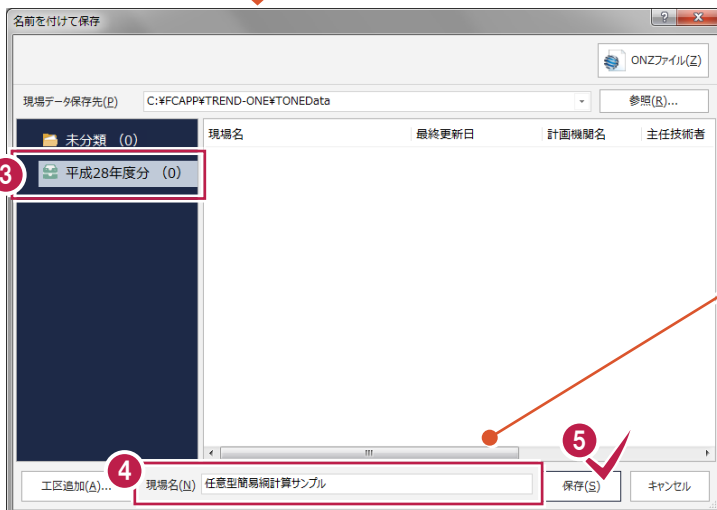 名前を付けて保存
?
x
ONZファイル(Z)
現場データ保存先(P) C:¥FCAPP¥TREND-ONE¥TONEData 参照(R)...
未分類 (0)
現場名 最終更新日 計画機関名 主任技術者
3
平成28年度分 (0)
4
5
工区追加(A)... 現場名(N) 任意型簡易網計算サンプル 保存(S) キャンセル